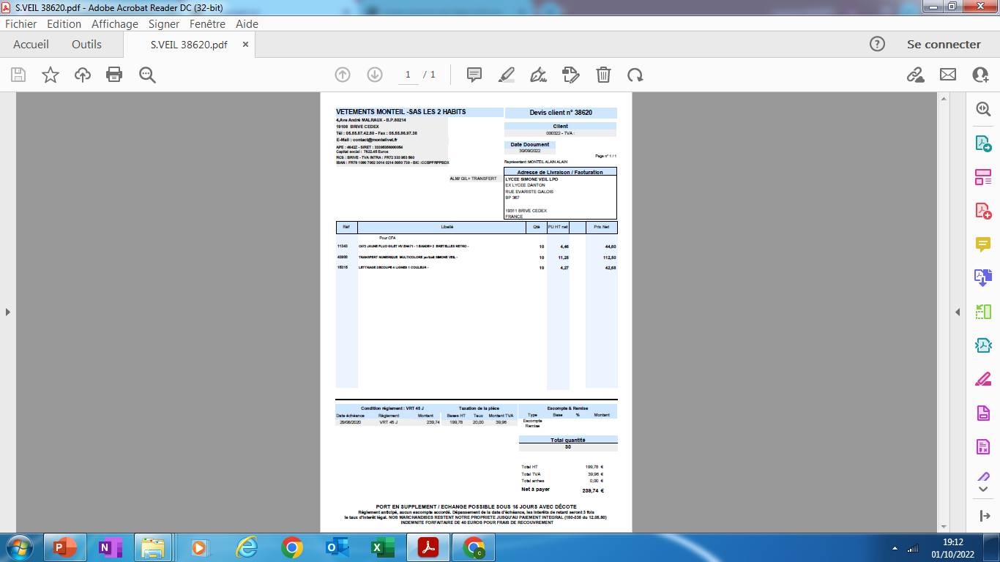 S.VEIL 38620.pdf - Adobe Acrobat Reader DC (32-bit)
Fichier Edition Affichage Signer Fenêtre Aide
Accueil Outils S.VEIL 38620.pdf × Se connecter
1 / 1
VETEMENTS MONTEIL -SAS LES 2 HABITS
4,Ave André MALRAUX - B.P.80214
19108 BRIVE CEDEX
Tél : 05.55.87.42.50 - Fax : 05.55.86.97.38
E-Mail : contact@monteilvet.fr
APE : 4642Z - SIRET : 33395356000054
Capital social : 7622.45 Euros
RCS : BRIVE - TVA INTRA : FR72 333 953 560
IBAN : FR76 1090 7002 3014 0214 0003 739 - BIC :CCBPFRPPBDX
Devis client n° 38620
Client
000322 - TVA :
Date Document
30/09/2022
Page n° 1 / 1
Représentant :MONTEIL ALAIN ALAIN
ALM/ GIL+ TRANSFERT
Adresse de Livraison / Facturation
LYCEE SIMONE VEIL LPO
EX LYCEE DANTON
RUE EVARISTE GALOIS
BP 367
19311 BRIVE CEDEX
FRANCE
Réf Libellé Qté PU HT net Prix Net
Pour CFA
11343 C473 JAUNE FLUO GILET HV EN471 - 1 BANDE+ 2 BRETELLES RETRO - 10 4,46 44,60
43900 TRANSFERT NUMERIQUE MULTICOLORE portrait SIMONE VEIL - 10 11,25 112,50
15315 LETTRAGE DECOUPE 4 LIGNES 1 COULEUR - 10 4,27 42,68
Condition règlement : VRT 45 J Taxation de la pièce Escompte & Remise
Date échéance Règlement Montant Bases HT Taux Montant TVA Type Base % Montant
29/08/2020 VRT 45 J 239,74 199,78 20,00 39,96 Escompte
Remise
Total quantité
30
Total HT 199,78 €
Total TVA 39,96 €
Total arrhes 0,00 €
Net à payer 239,74 €
PORT EN SUPPLEMENT / ECHANGE POSSIBLE SOUS 15 JOURS AVEC DÉCOTE
Règlement anticipé, aucun escompte accordé. Dépassement de la date d'échéance, les intérêts de retard seront 3 fois
le taux d'intérêt légal. NOS MARCHANDISES RESTENT NOTRE PROPRIETE JUSQU'AU PAIEMENT INTEGRAL (180-335 du 12.05.80)
INDEMNITE FORFAITAIRE DE 40 EUROS POUR FRAIS DE RECOUVREMENT
19:12
01/10/2022